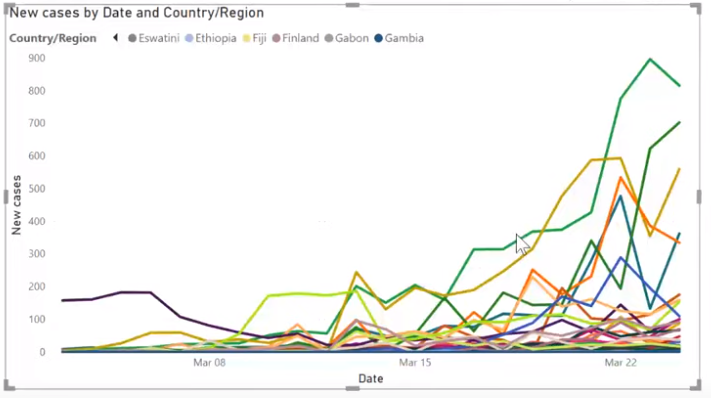 New cases by Date and Country/Region
Country/Region Eswatini Ethiopia Fiji Finland Gabon Gambia
900
800
700
600
500
400
300
200
100
0
New cases
Mar 08 Mar 15 Mar 22
Date